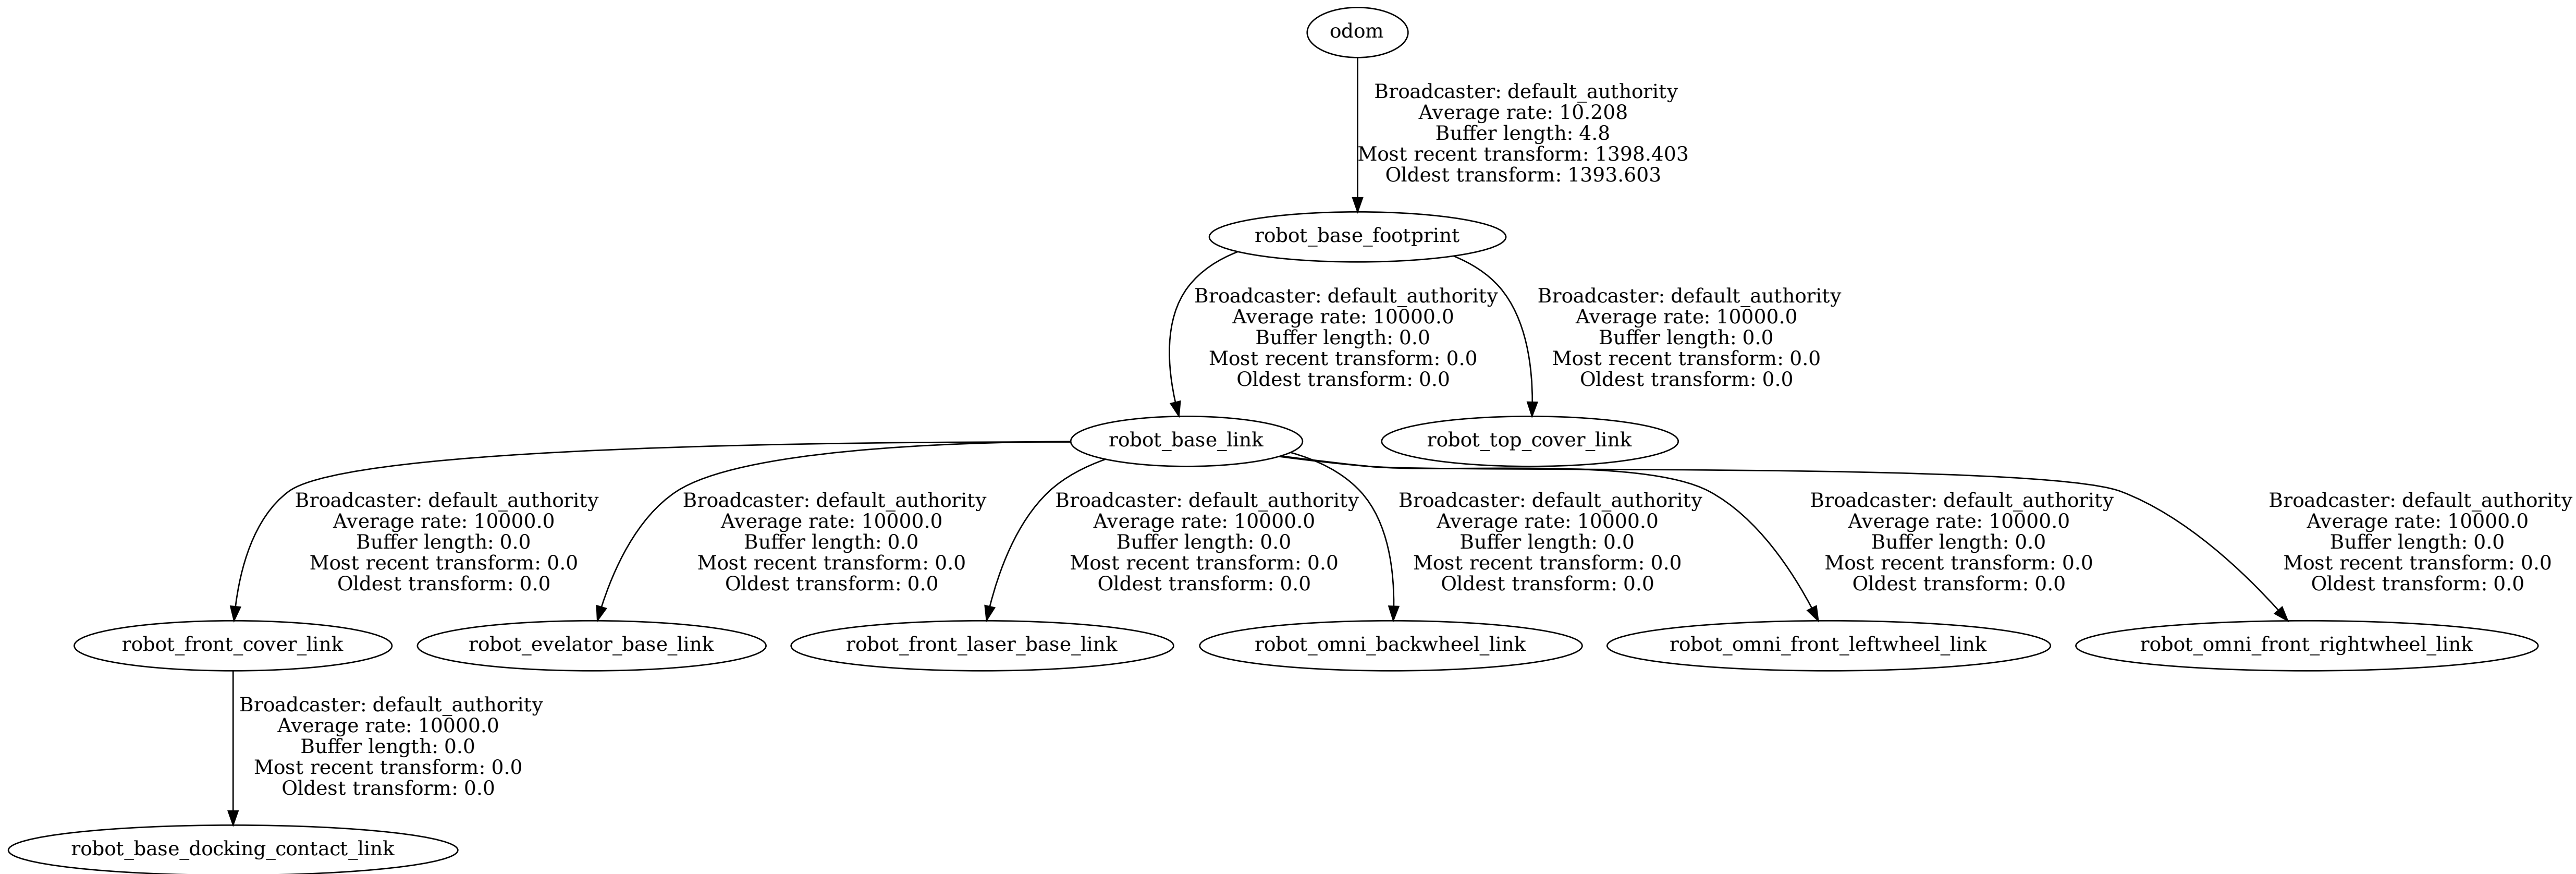 odom
Broadcaster: default_authority
Average rate: 10.208
Buffer length: 4.8
Most recent transform: 1398.403
Oldest transform: 1393.603
robot_base_footprint
Broadcaster: default_authority
Average rate: 10000.0
Buffer length: 0.0
Most recent transform: 0.0
Oldest transform: 0.0
Broadcaster: default_authority
Average rate: 10000.0
Buffer length: 0.0
Most recent transform: 0.0
Oldest transform: 0.0
robot_base_link
robot_top_cover_link
Broadcaster: default_authority
Average rate: 10000.0
Buffer length: 0.0
Most recent transform: 0.0
Oldest transform: 0.0
Broadcaster: default_authority
Average rate: 10000.0
Buffer length: 0.0
Most recent transform: 0.0
Oldest transform: 0.0
Broadcaster: default_authority
Average rate: 10000.0
Buffer length: 0.0
Most recent transform: 0.0
Oldest transform: 0.0
Broadcaster: default_authority
Average rate: 10000.0
Buffer length: 0.0
Most recent transform: 0.0
Oldest transform: 0.0
Broadcaster: default_authority
Average rate: 10000.0
Buffer length: 0.0
Most recent transform: 0.0
Oldest transform: 0.0
Broadcaster: default_authority
Average rate: 10000.0
Buffer length: 0.0
Most recent transform: 0.0
Oldest transform: 0.0
robot_front_cover_link
robot_evelator_base_link
robot_front_laser_base_link
robot_omni_backwheel_link
robot_omni_front_leftwheel_link
robot_omni_front_rightwheel_link
Broadcaster: default_authority
Average rate: 10000.0
Buffer length: 0.0
Most recent transform: 0.0
Oldest transform: 0.0
robot_base_docking_contact_link